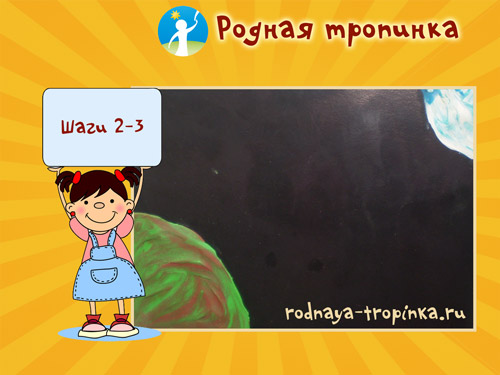 Родная тропинка
Шаги 2-3
rodnaya-tropinka.ru